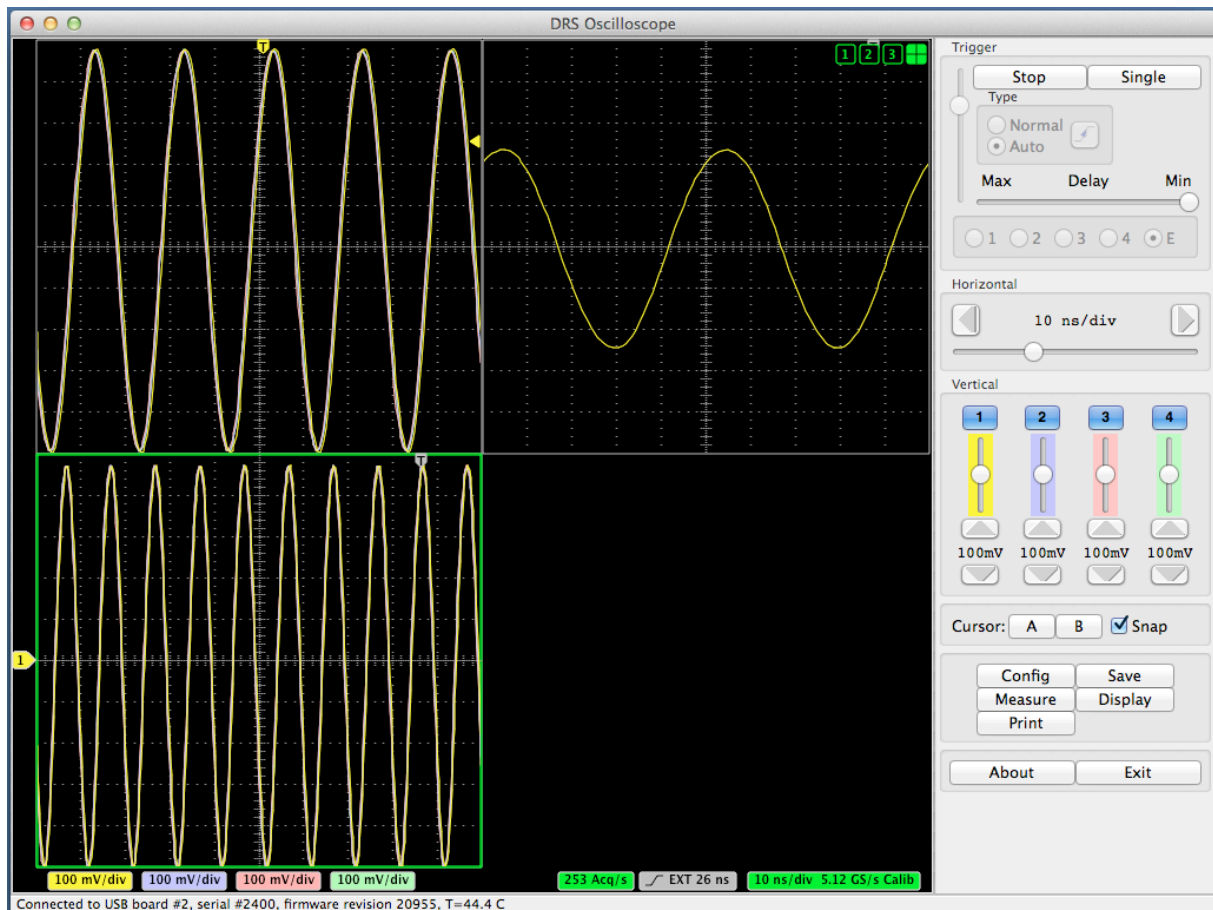 DRS Oscilloscope
T
T
1 2 3
T
1
100 mV/div 100 mV/div 100 mV/div 100 mV/div 253 Acq/s EXT 26 ns 10 ns/div 5.12 GS/s Calib
Connected to USB board #2, serial #2400, firmware revision 20955, T=44.4 C
Trigger
Stop Single
Type
Normal
Auto
Max Delay Min
1 2 3 4 E
Horizontal
10 ns/div
Vertical
1 2 3 4
100mV 100mV 100mV 100mV
Cursor: A B Snap
Config Save
Measure Display
Print
About Exit